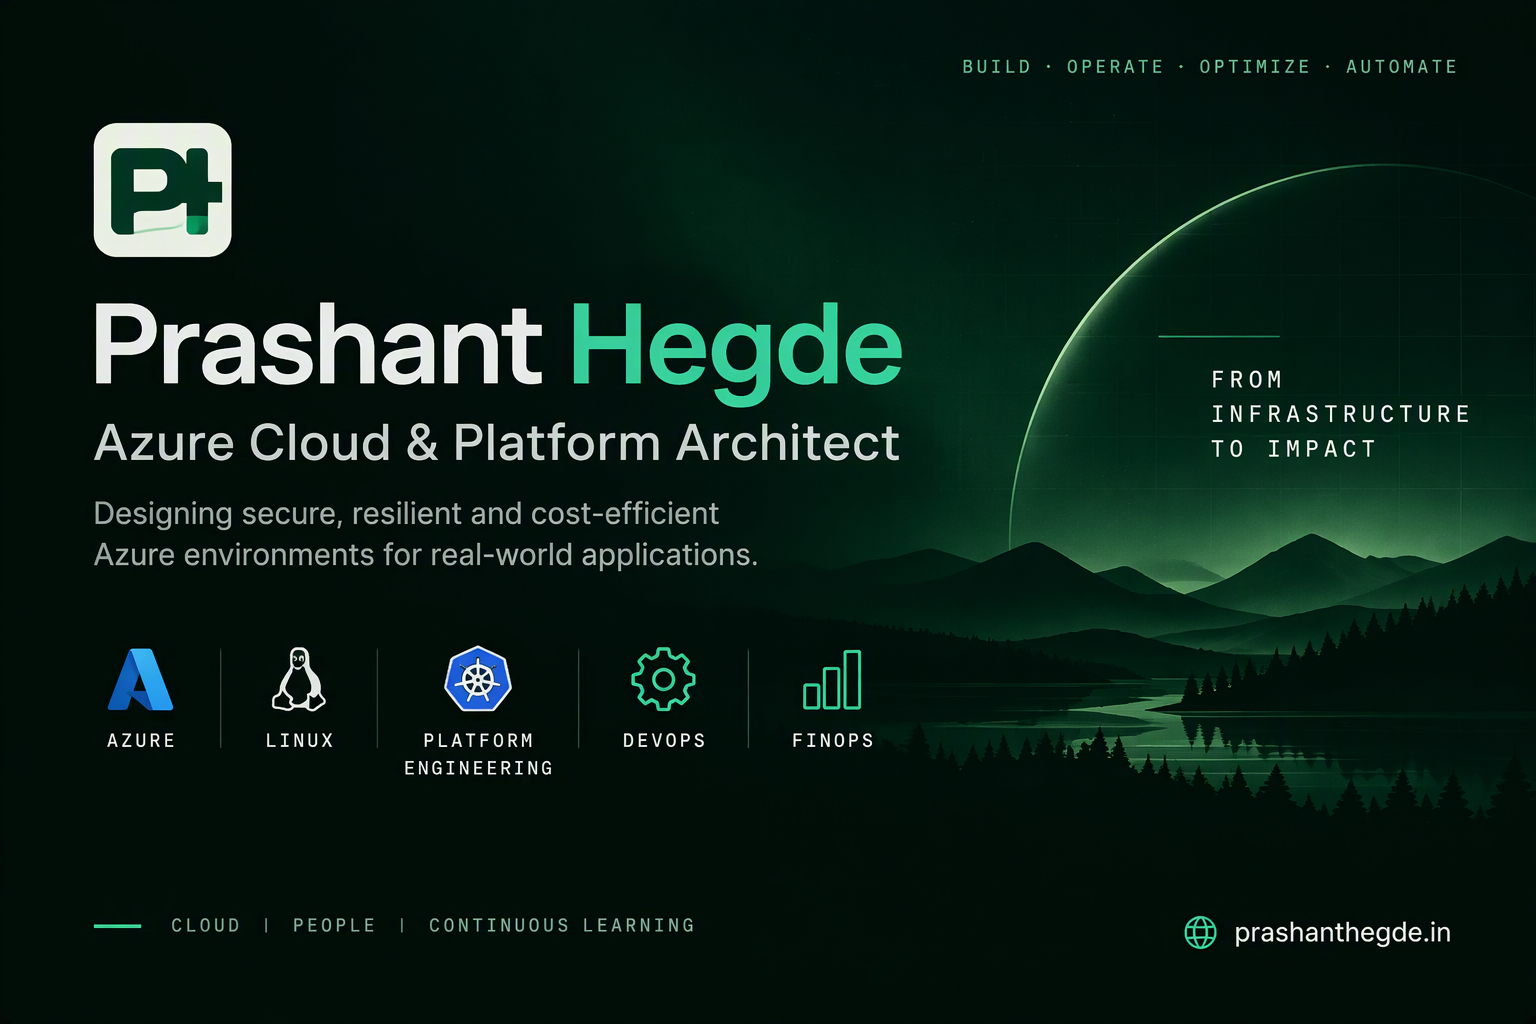 BUILD · OPERATE · OPTIMIZE · AUTOMATE
Prashant Hegde
Azure Cloud & Platform Architect
Designing secure, resilient and cost-efficient
Azure environments for real-world applications.
FROM
INFRASTRUCTURE
TO IMPACT
AZURE
LINUX
PLATFORM
ENGINEERING
DEVOPS
FINOPS
CLOUD | PEOPLE | CONTINUOUS LEARNING
prashanthegde.in